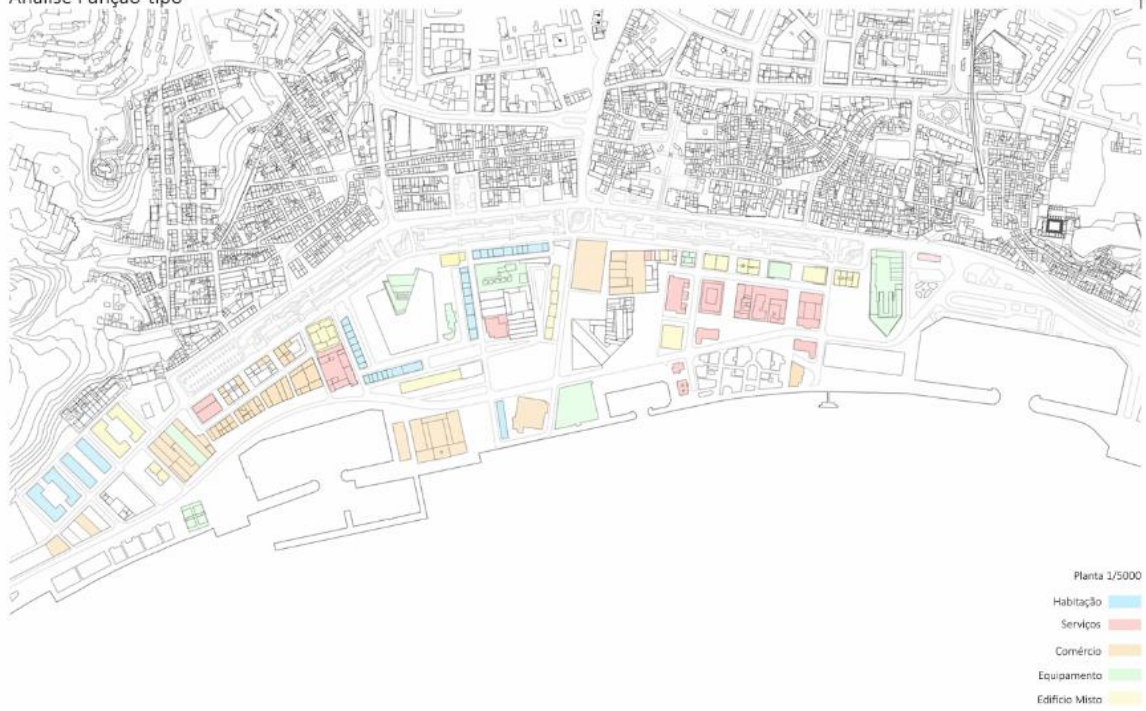 Análise Função-tipo
Planta 1/5000
Habitação
Serviços
Comércio
Equipamento
Edifício Misto